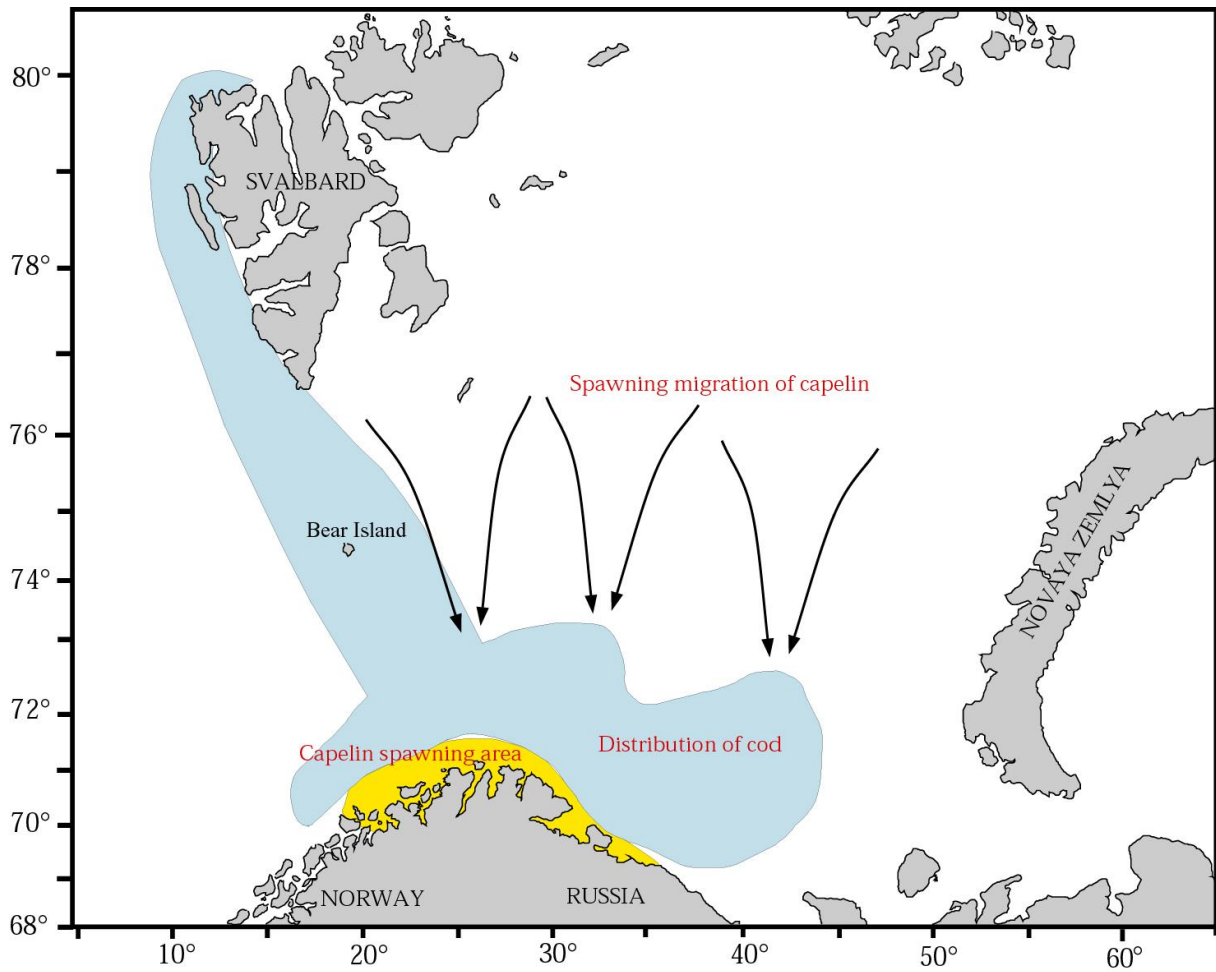 80°
SVALBARD
78°
Spawning migration of capelin
76°
Bear Island
NOVAYA ZEMLYA
74°
72°
Capelin spawning area
Distribution of cod
70°
NORWAY
RUSSIA
68°
10°
20°
30°
40°
50°
60°